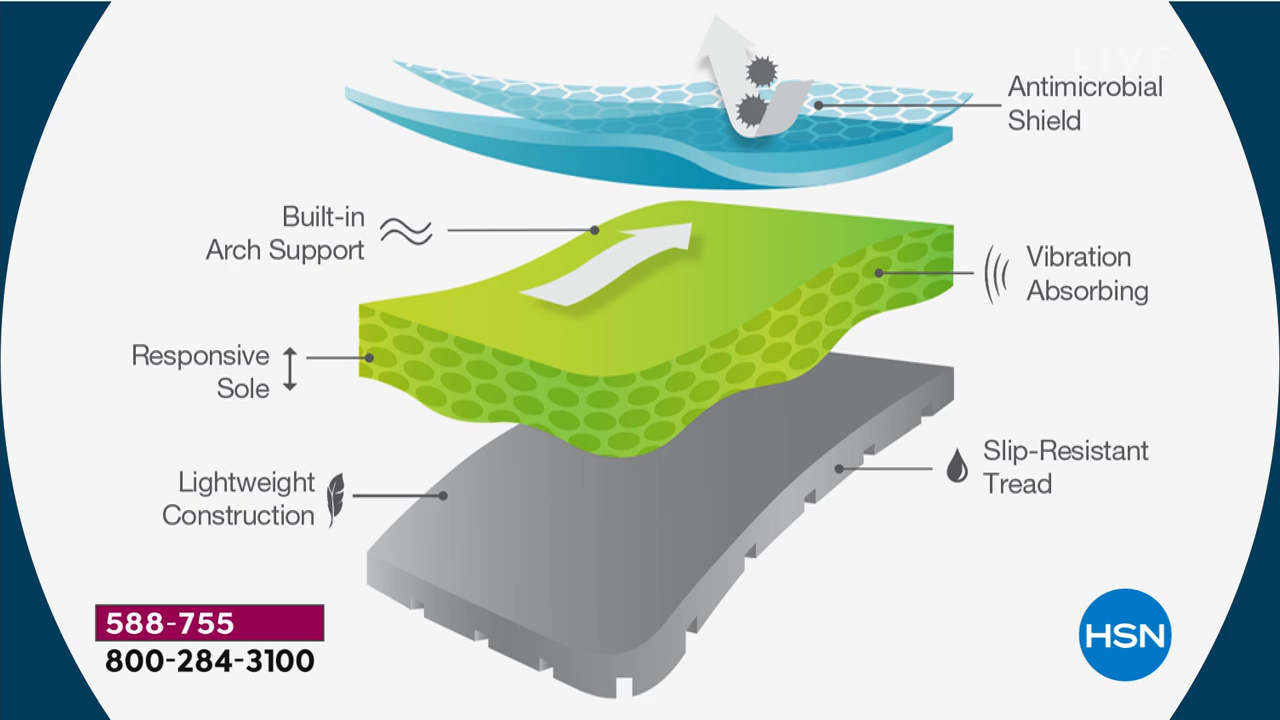 LIVE
Antimicrobial
Shield
Built-in
Arch Support
Vibration
Absorbing
Responsive
Sole
Slip-Resistant
Tread
Lightweight
Construction
588-755
800-284-3100
HSN